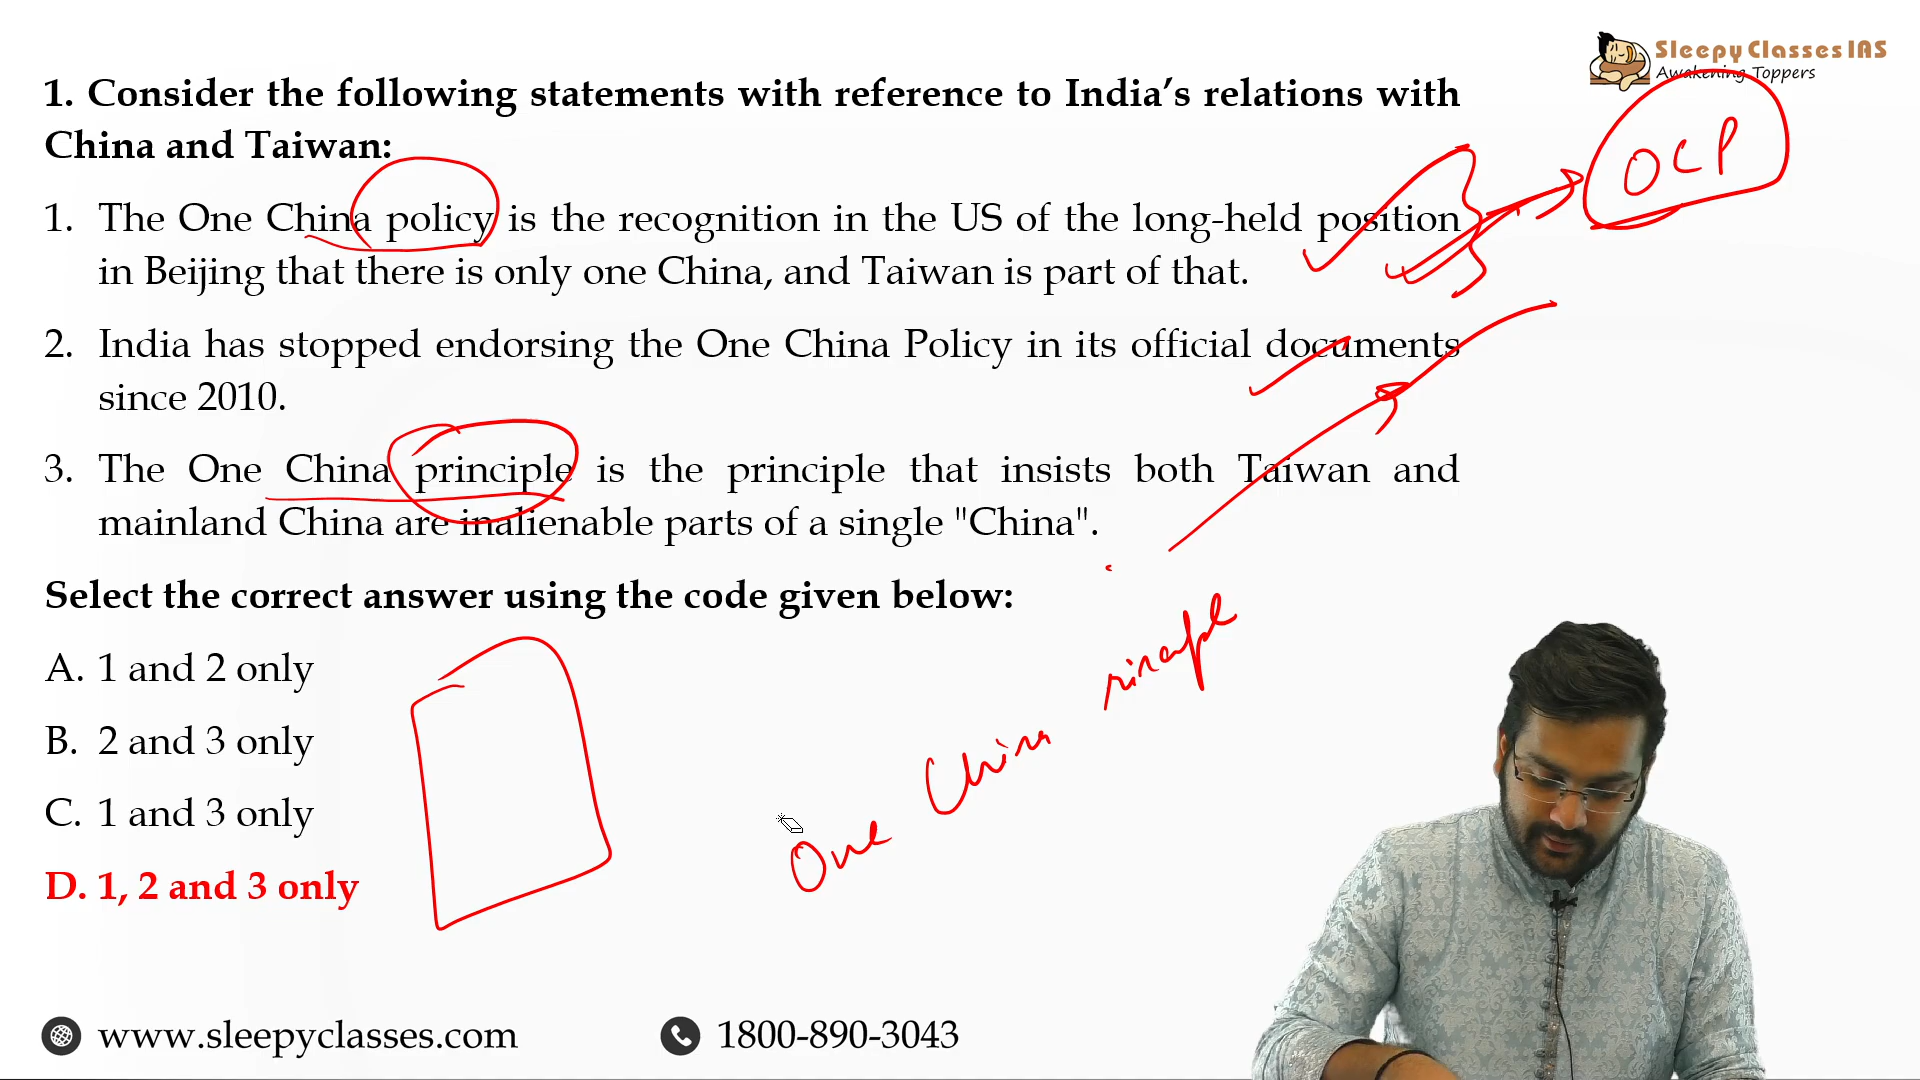 Sleepy Classes IAS
Awakening Toppers
1. Consider the following statements with reference to India's relations with
China and Taiwan:
OCP
1. The One China policy is the recognition in the US of the long-held position
in Beijing that there is only one China, and Taiwan is part of that.
2. India has stopped endorsing the One China Policy in its official documents
since 2010.
3. The One China principle is the principle that insists both Taiwan and
mainland China are inalienable parts of a single "China".
Select the correct answer using the code given below:
A. 1 and 2 only
B. 2 and 3 only
C. 1 and 3 only
D. 1, 2 and 3 only
One China
www.sleepyclasses.com
1800-890-3043